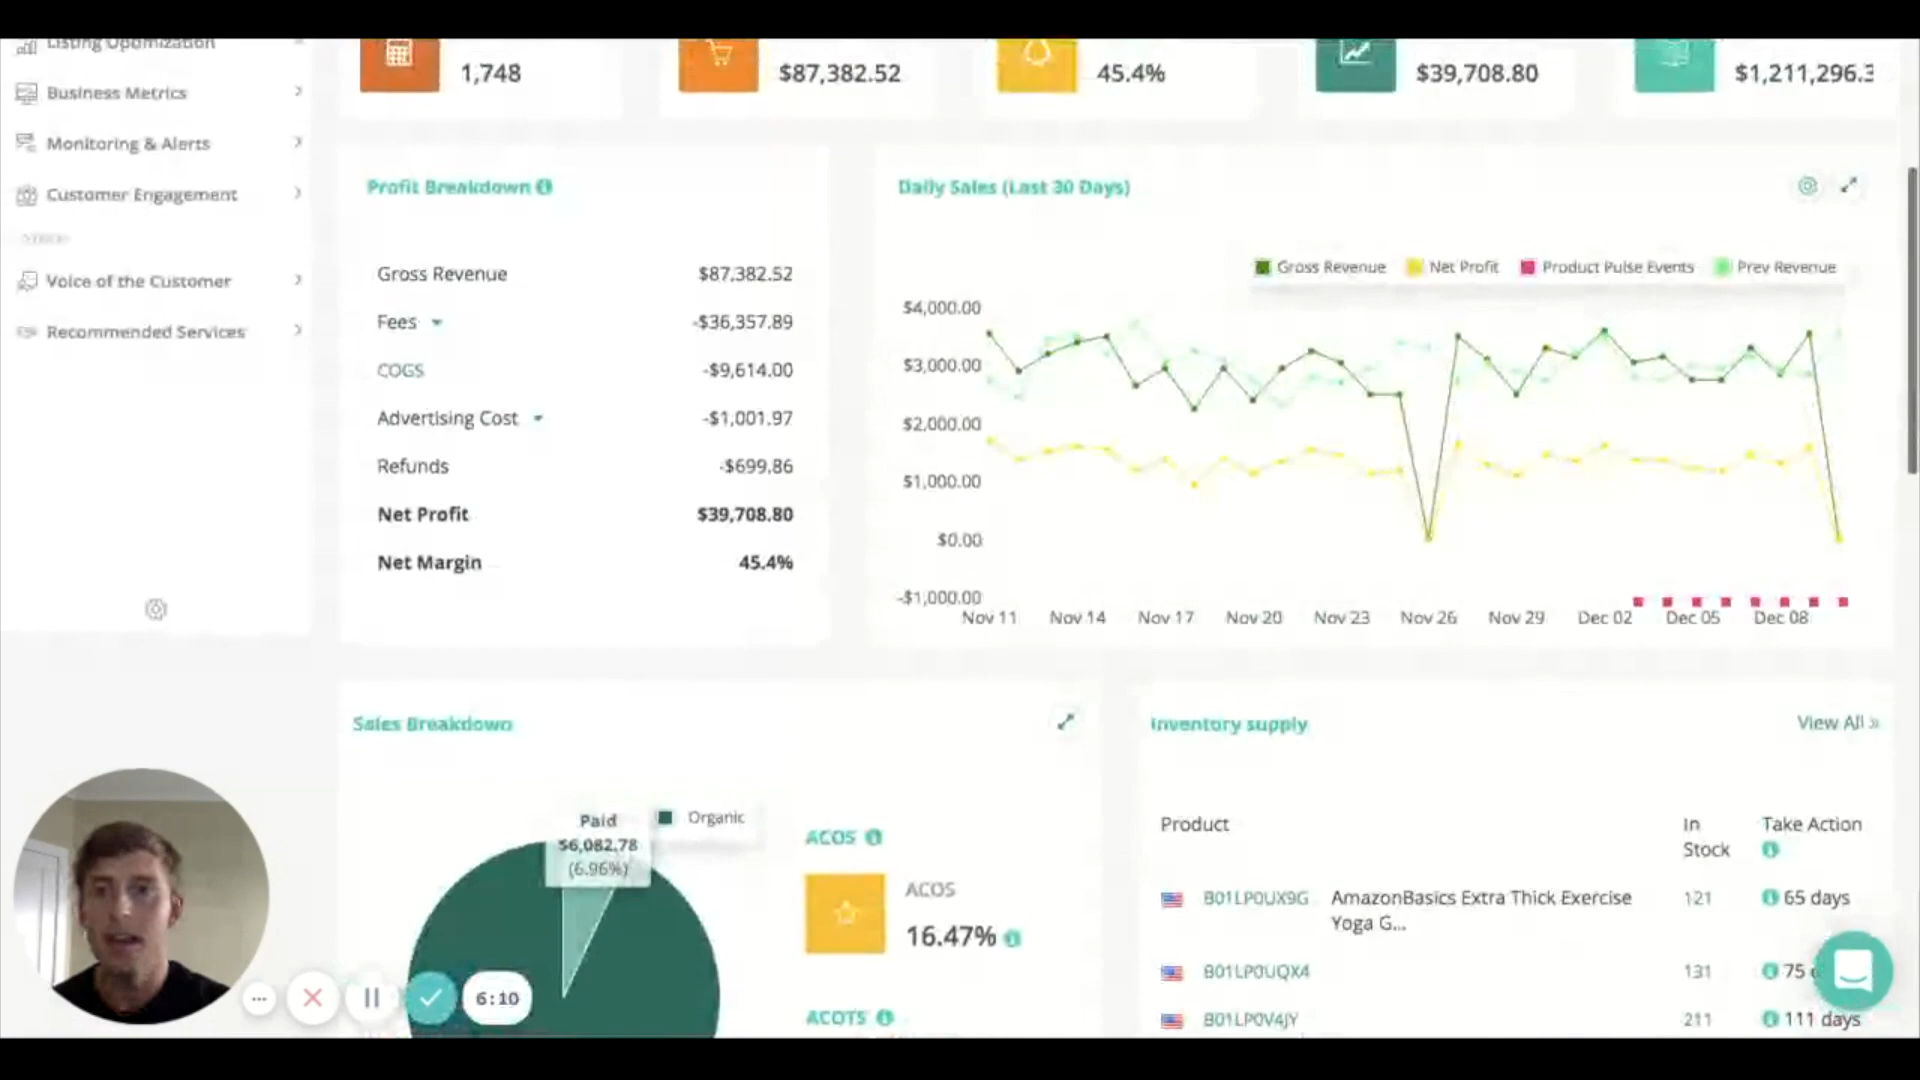 Listing Optimization
1,748
$87,382.52
45.4%
$39,708.80
$1,211,296.3
Business Metrics
Monitoring & Alerts
Customer Engagement
Voice of the Customer
Recommended Services
Profit Breakdown
Gross Revenue $87,382.52
Fees -$36,357.89
COGS -$9,614.00
Advertising Cost -$1,001.97
Refunds -$699.86
Net Profit $39,708.80
Net Margin 45.4%
Daily Sales (Last 30 Days)
Gross Revenue Net Profit Product Pulse Events Prev Revenue
$4,000.00
$3,000.00
$2,000.00
$1,000.00
$0.00
-$1,000.00
Nov 11 Nov 14 Nov 17 Nov 20 Nov 23 Nov 26 Nov 29 Dec 02 Dec 05 Dec 08
Sales Breakdown
Paid
$6,082.78
(6.96%)
Organic
ACOS
ACOS
16.47%
ACOTS
Inventory supply
View All »
Product In Stock Take Action
B01LP0UX9G AmazonBasics Extra Thick Exercise Yoga G... 121 65 days
B01LP0UQX4 131 75
B01LP0V4JY 211 111 days
6:10